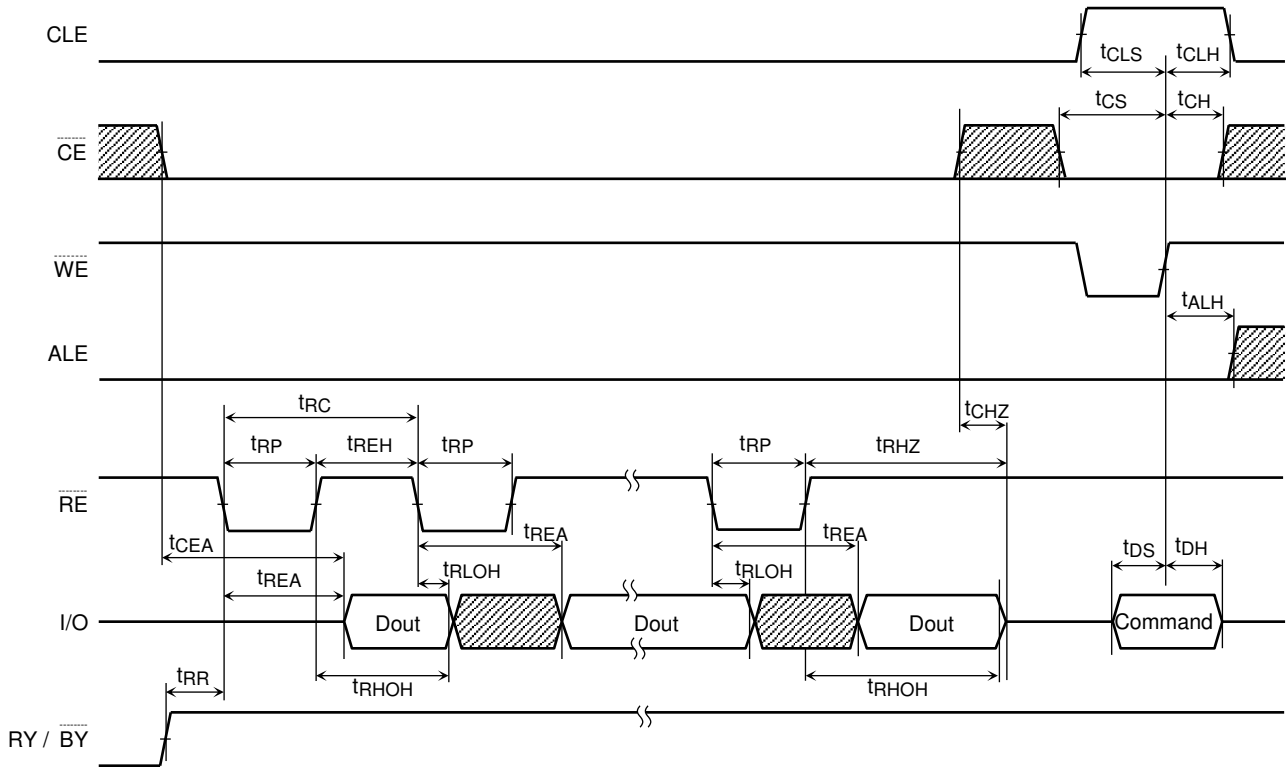 CLE
tCLS tCLH
tCS tCH
CE
WE
tALH
ALE
tRC
tCHZ
tRP tREH tRP tRP tRHZ
RE
tCEA tREA tREA
tDS tDH
tREA tRLOH tRLOH
I/O Dout Dout Dout Command
tRR tRHOH tRHOH
RY / BY